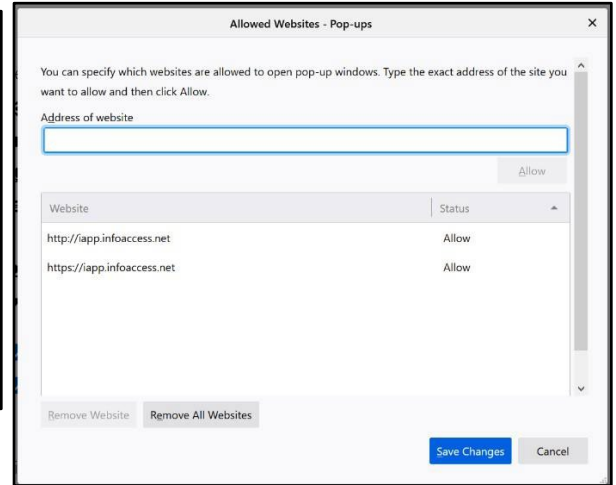 Allowed Websites - Pop-ups
You can specify which websites are allowed to open pop-up windows. Type the exact address of the site you
want to allow and then click Allow.
Address of website
Allow
Website Status
http://iapp.infoaccess.net Allow
https://iapp.infoaccess.net Allow
Remove Website Remove All Websites
Save Changes Cancel